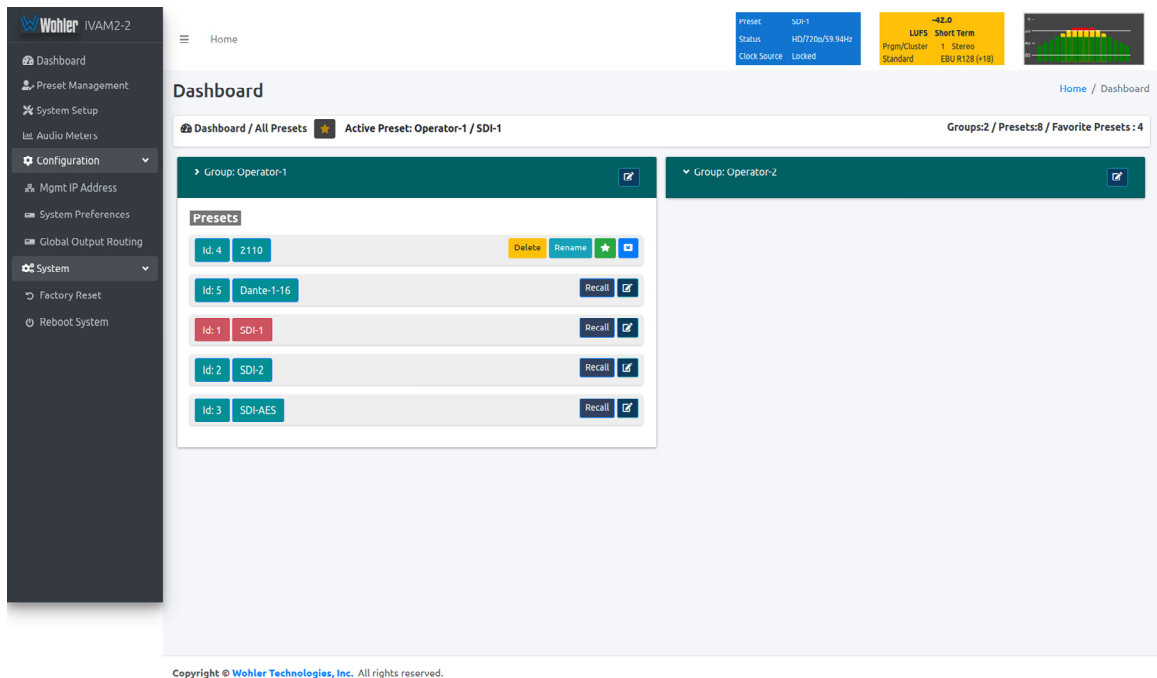 Wohler iVAM2-2
Dashboard
Preset Management
System Setup
Audio Meters
Configuration
Mgmt IP Address
System Preferences
Global Output Routing
System
Factory Reset
Reboot System
Home
Preset SDI-1
Status HD/720p/59.94Hz
Clock Source Locked
-42.0
LUFS Short Term
Prgm/Cluster 1 Stereo
Standard EBU R128 (+18)
Dashboard
Home / Dashboard
Dashboard / All Presets Active Preset: Operator-1 / SDI-1
Groups:2 / Presets:8 / Favorite Presets : 4
Group: Operator-1
Group: Operator-2
Presets
Id: 4 2110 Delete Rename
Id: 5 Dante-1-16 Recall
Id: 1 SDI-1 Recall
Id: 2 SDI-2 Recall
Id: 3 SDI-AES Recall
Copyright © Wohler Technologies, Inc. All rights reserved.